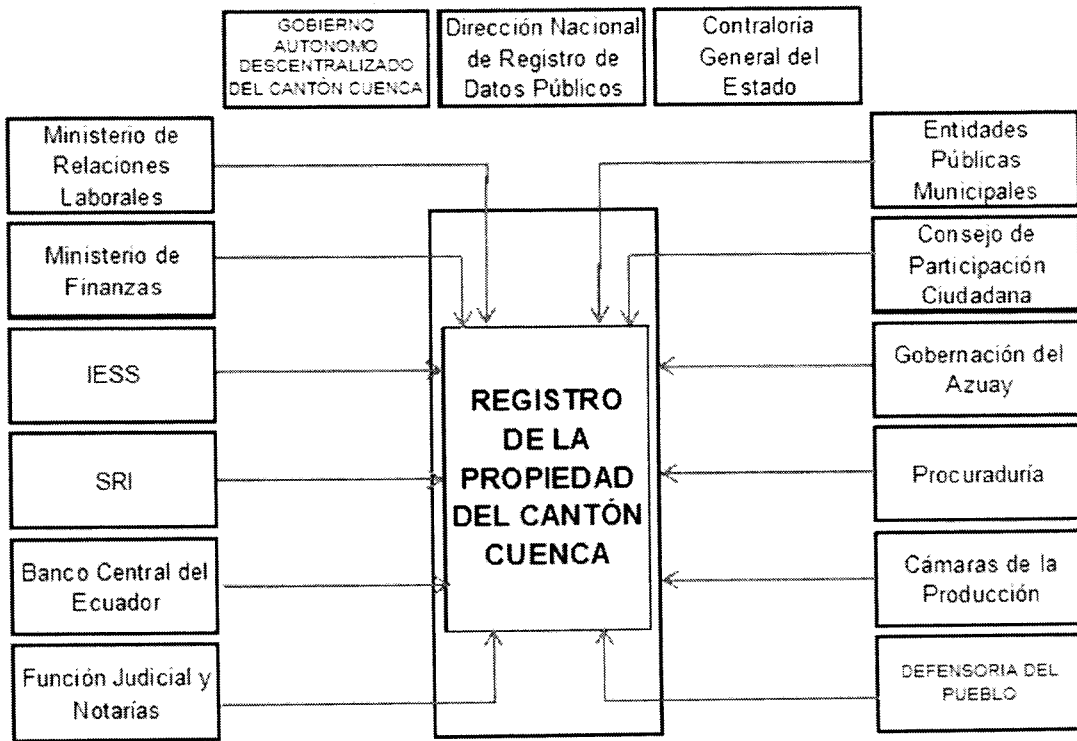 GOBIERNO
AUTONOMO
DESCENTRALIZADO
DEL CANTÓN CUENCA
Dirección Nacional
de Registro de
Datos Públicos
Contraloría
General del
Estado
Ministerio de
Relaciones
Laborales
Ministerio de
Finanzas
IESS
SRI
Banco Central del
Ecuador
Función Judicial y
Notarías
REGISTRO
DE LA
PROPIEDAD
DEL CANTÓN
CUENCA
Entidades
Públicas
Municipales
Consejo de
Participación
Ciudadana
Gobernación del
Azuay
Procuraduría
Cámaras de la
Producción
DEFENSORIA DEL
PUEBLO